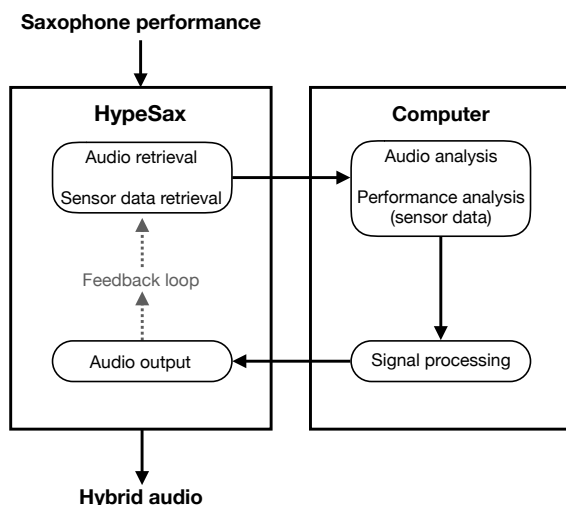 Saxophone performance
HypeSax
Audio retrieval
Sensor data retrieval
Feedback loop
Audio output
Computer
Audio analysis
Performance analysis
(sensor data)
Signal processing
Hybrid audio